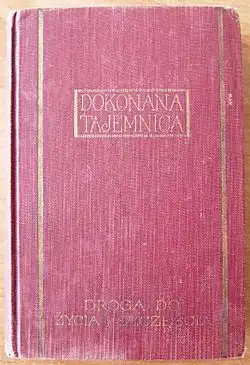 DOKONANA
TAJEMNICA
DROGA DO
ŻYCIA I SZCZĘŚCIA